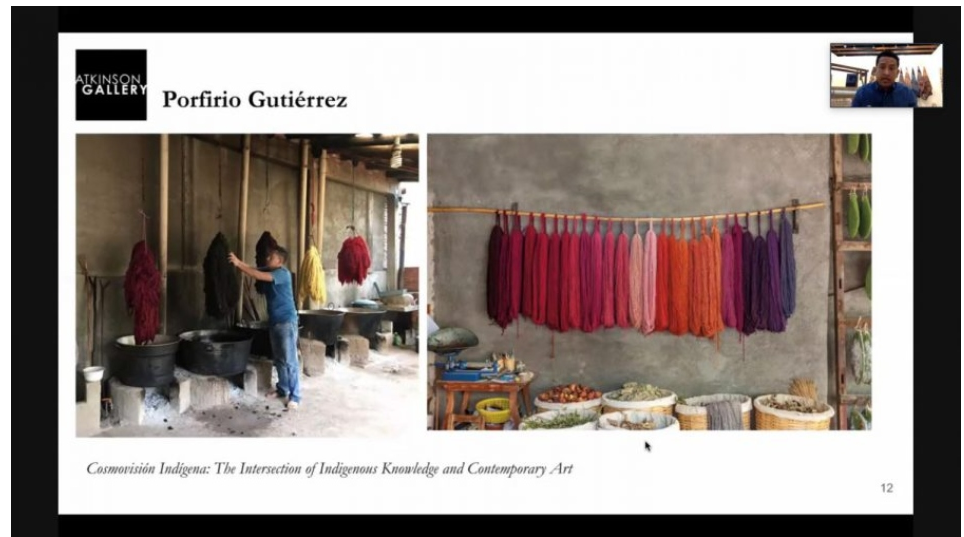 ATKINSON
GALLERY
Porfirio Gutiérrez
Cosmovisión Indígena: The Intersection of Indigenous Knowledge and Contemporary Art
12